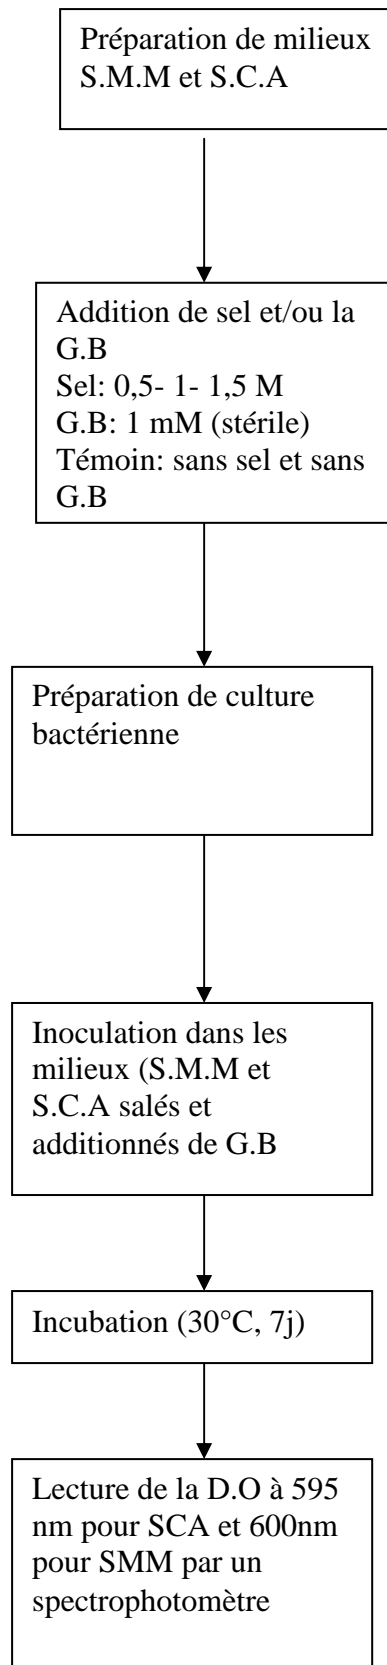 Préparation de milieux
S.M.M et S.C.A
Addition de sel et/ou la
G.B
Sel: 0,5- 1- 1,5 M
G.B: 1 mM (stérile)
Témoin: sans sel et sans
G.B
Préparation de culture
bactérienne
Inoculation dans les
milieux (S.M.M et
S.C.A salés et
additionnés de G.B
Incubation (30°C, 7j)
Lecture de la D.O à 595
nm pour SCA et 600nm
pour SMM par un
spectrophotomètre